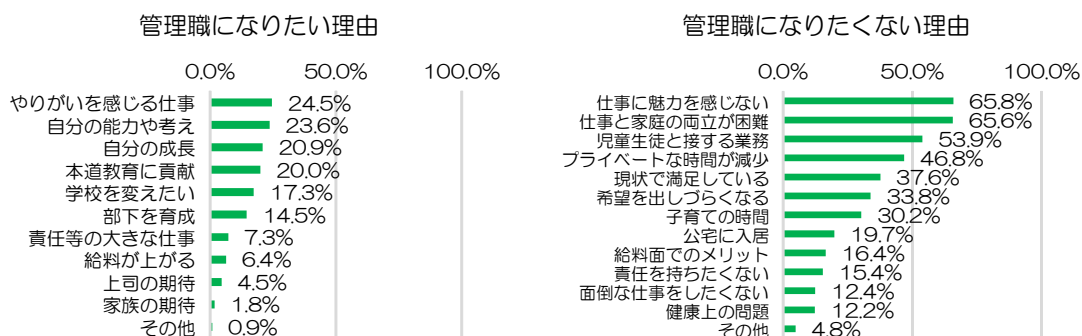 管理職になりたい理由
0.0% 50.0% 100.0%
やりがいを感じる仕事 24.5%
自分の能力や考え 23.6%
自分の成長 20.9%
本道教育に貢献 20.0%
学校を変えたい 17.3%
部下を育成 14.5%
責任等の大きな仕事 7.3%
給料が上がる 6.4%
上司の期待 4.5%
家族の期待 1.8%
その他 0.9%
管理職になりたくない理由
0.0% 50.0% 100.0%
仕事に魅力を感じない 65.8%
仕事と家庭の両立が困難 65.6%
児童生徒と接する業務 53.9%
プライベートな時間が減少 46.8%
現状で満足している 37.6%
希望を出しづらくなる 33.8%
子育ての時間 30.2%
公宅に入居 19.7%
給料面でのメリット 16.4%
責任を持ちたくない 15.4%
面倒な仕事をしたくない 12.4%
健康上の問題 12.2%
その他 4.8%